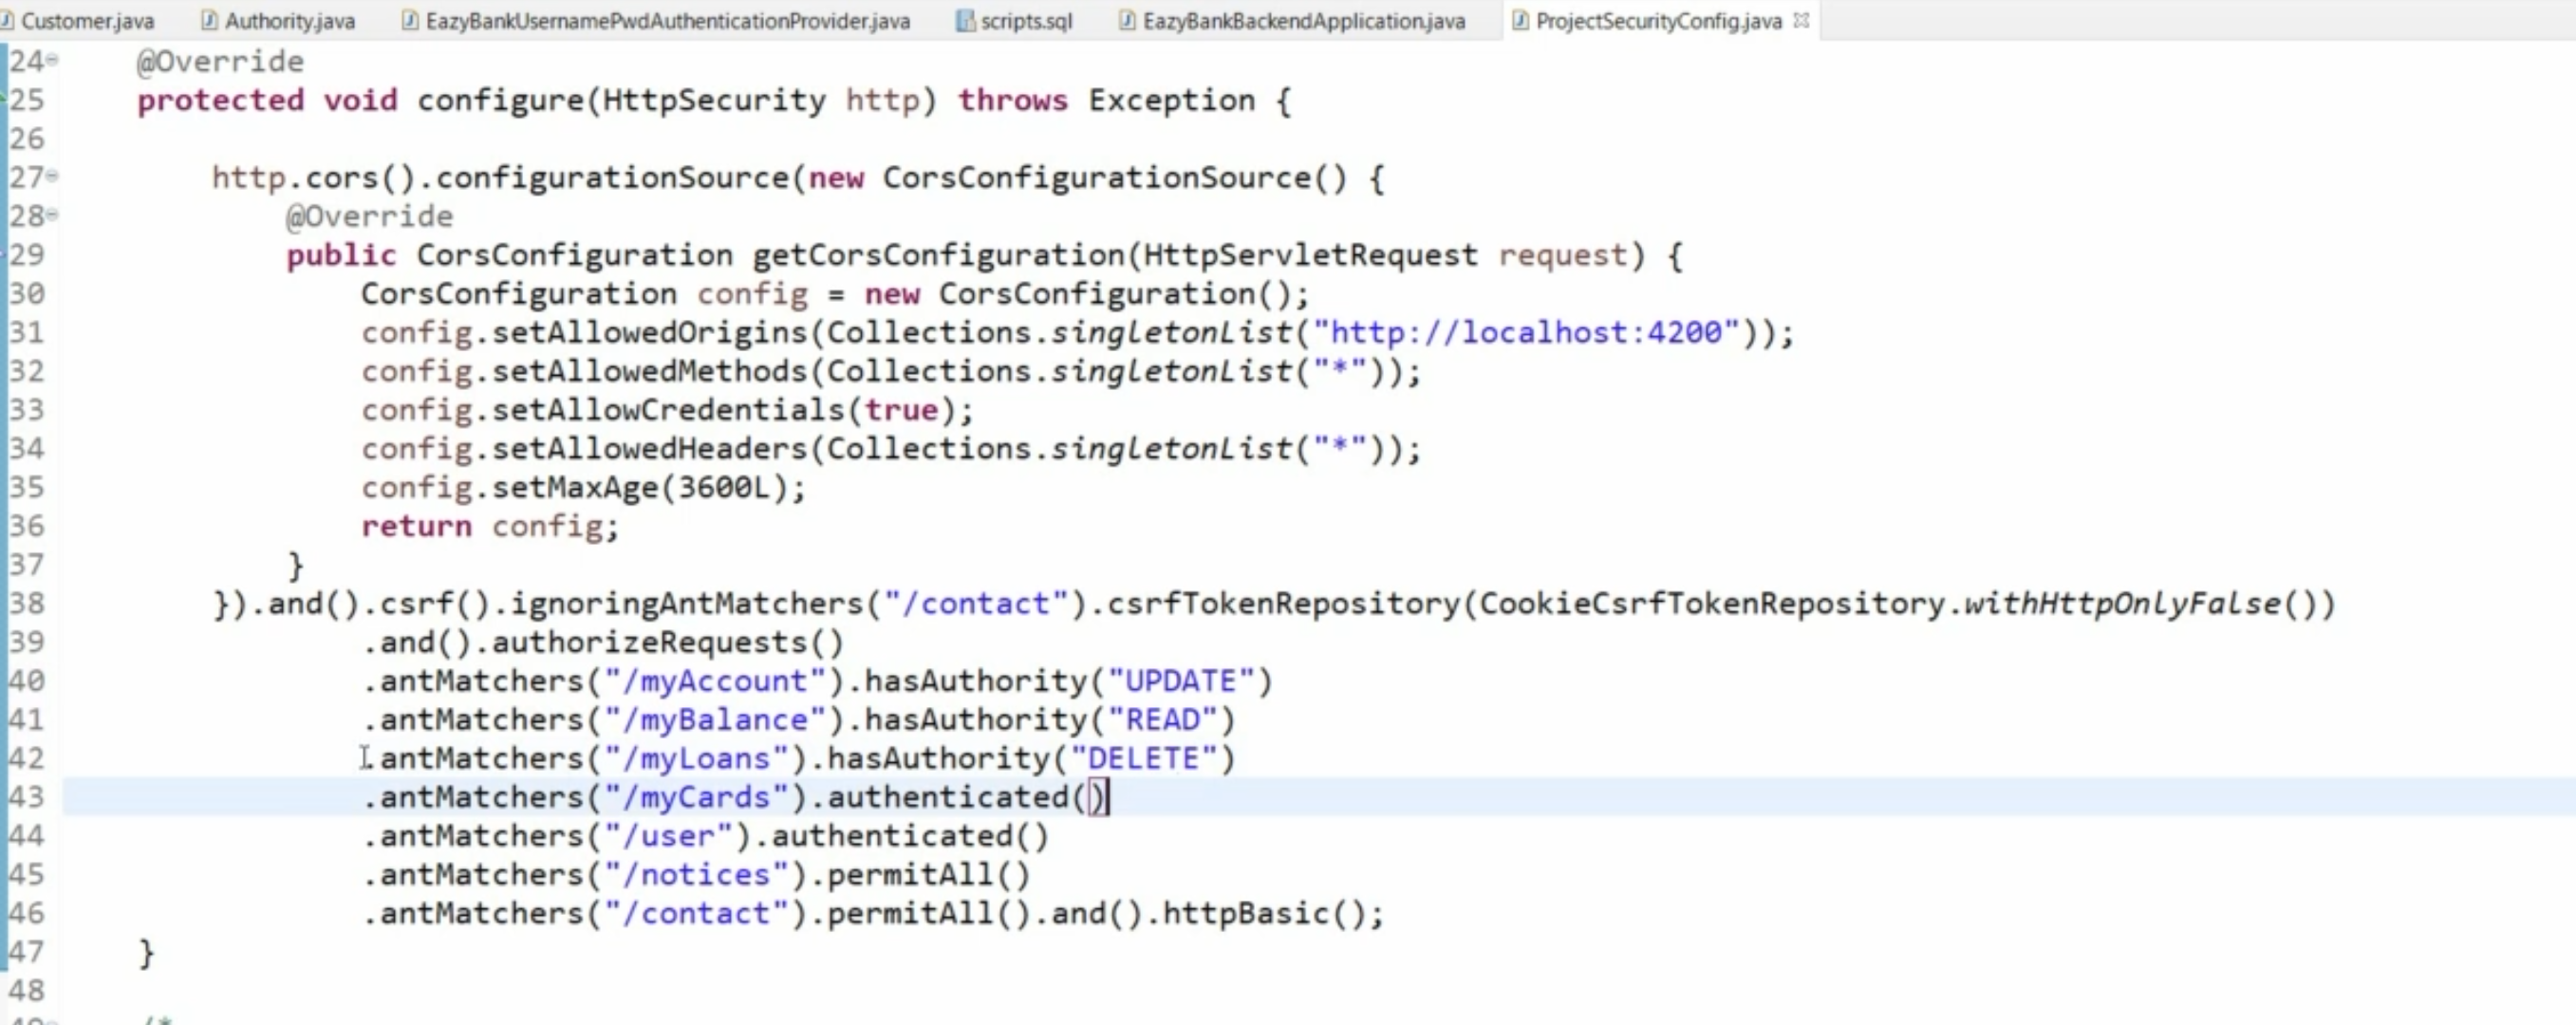 Customer.java Authority.java EazyBankUsernamePwdAuthenticationProvider.java scripts.sql EazyBankBackendApplication.java ProjectSecurityConfig.java
24 @Override
25 protected void configure(HttpSecurity http) throws Exception {
26
27 http.cors().configurationSource(new CorsConfigurationSource() {
28 @Override
29 public CorsConfiguration getCorsConfiguration(HttpServletRequest request) {
30 CorsConfiguration config = new CorsConfiguration();
31 config.setAllowedOrigins(Collections.singletonList("http://localhost:4200"));
32 config.setAllowedMethods(Collections.singletonList("*"));
33 config.setAllowCredentials(true);
34 config.setAllowedHeaders(Collections.singletonList("*"));
35 config.setMaxAge(3600L);
36 return config;
37 }
38 }).and().csrf().ignoringAntMatchers("/contact").csrfTokenRepository(CookieCsrfTokenRepository.withHttpOnlyFalse())
39 .and().authorizeRequests()
40 .antMatchers("/myAccount").hasAuthority("UPDATE")
41 .antMatchers("/myBalance").hasAuthority("READ")
42 .antMatchers("/myLoans").hasAuthority("DELETE")
43 .antMatchers("/myCards").authenticated()
44 .antMatchers("/user").authenticated()
45 .antMatchers("/notices").permitAll()
46 .antMatchers("/contact").permitAll().and().httpBasic();
47 }
48
/*